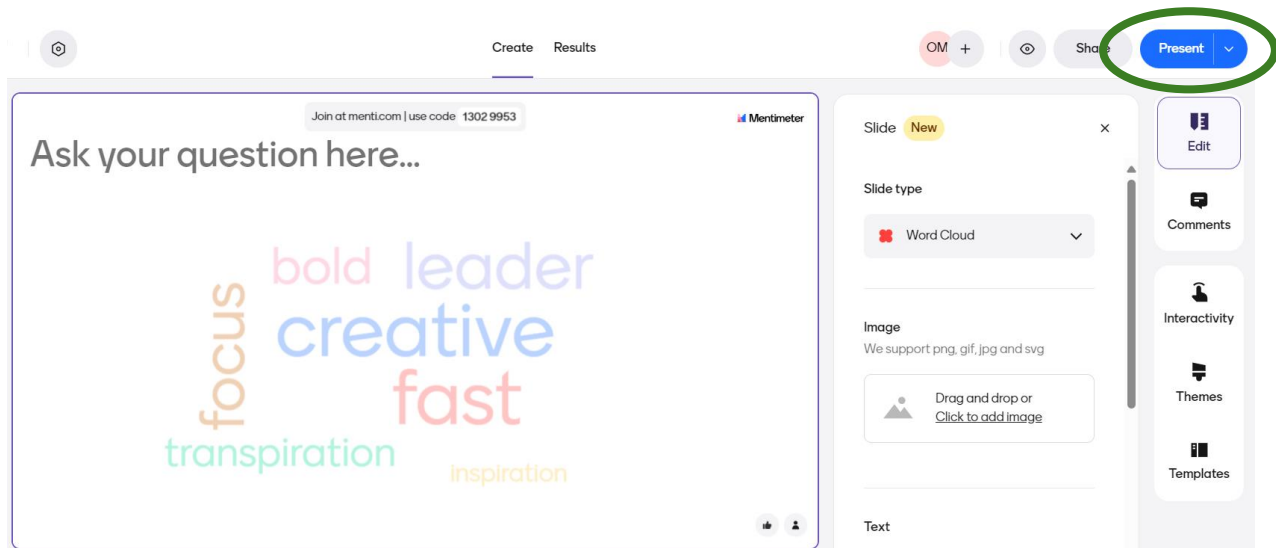 Create Results
OM + Share Present
Join at menti.com | use code 1302 9953
Mentimeter
Ask your question here...
bold leader
focus
creative
fast
transpiration
inspiration
Slide New
Slide type
Word Cloud
Image
We support png, gif, jpg and svg
Drag and drop or
Click to add image
Text
Edit
Comments
Interactivity
Themes
Templates